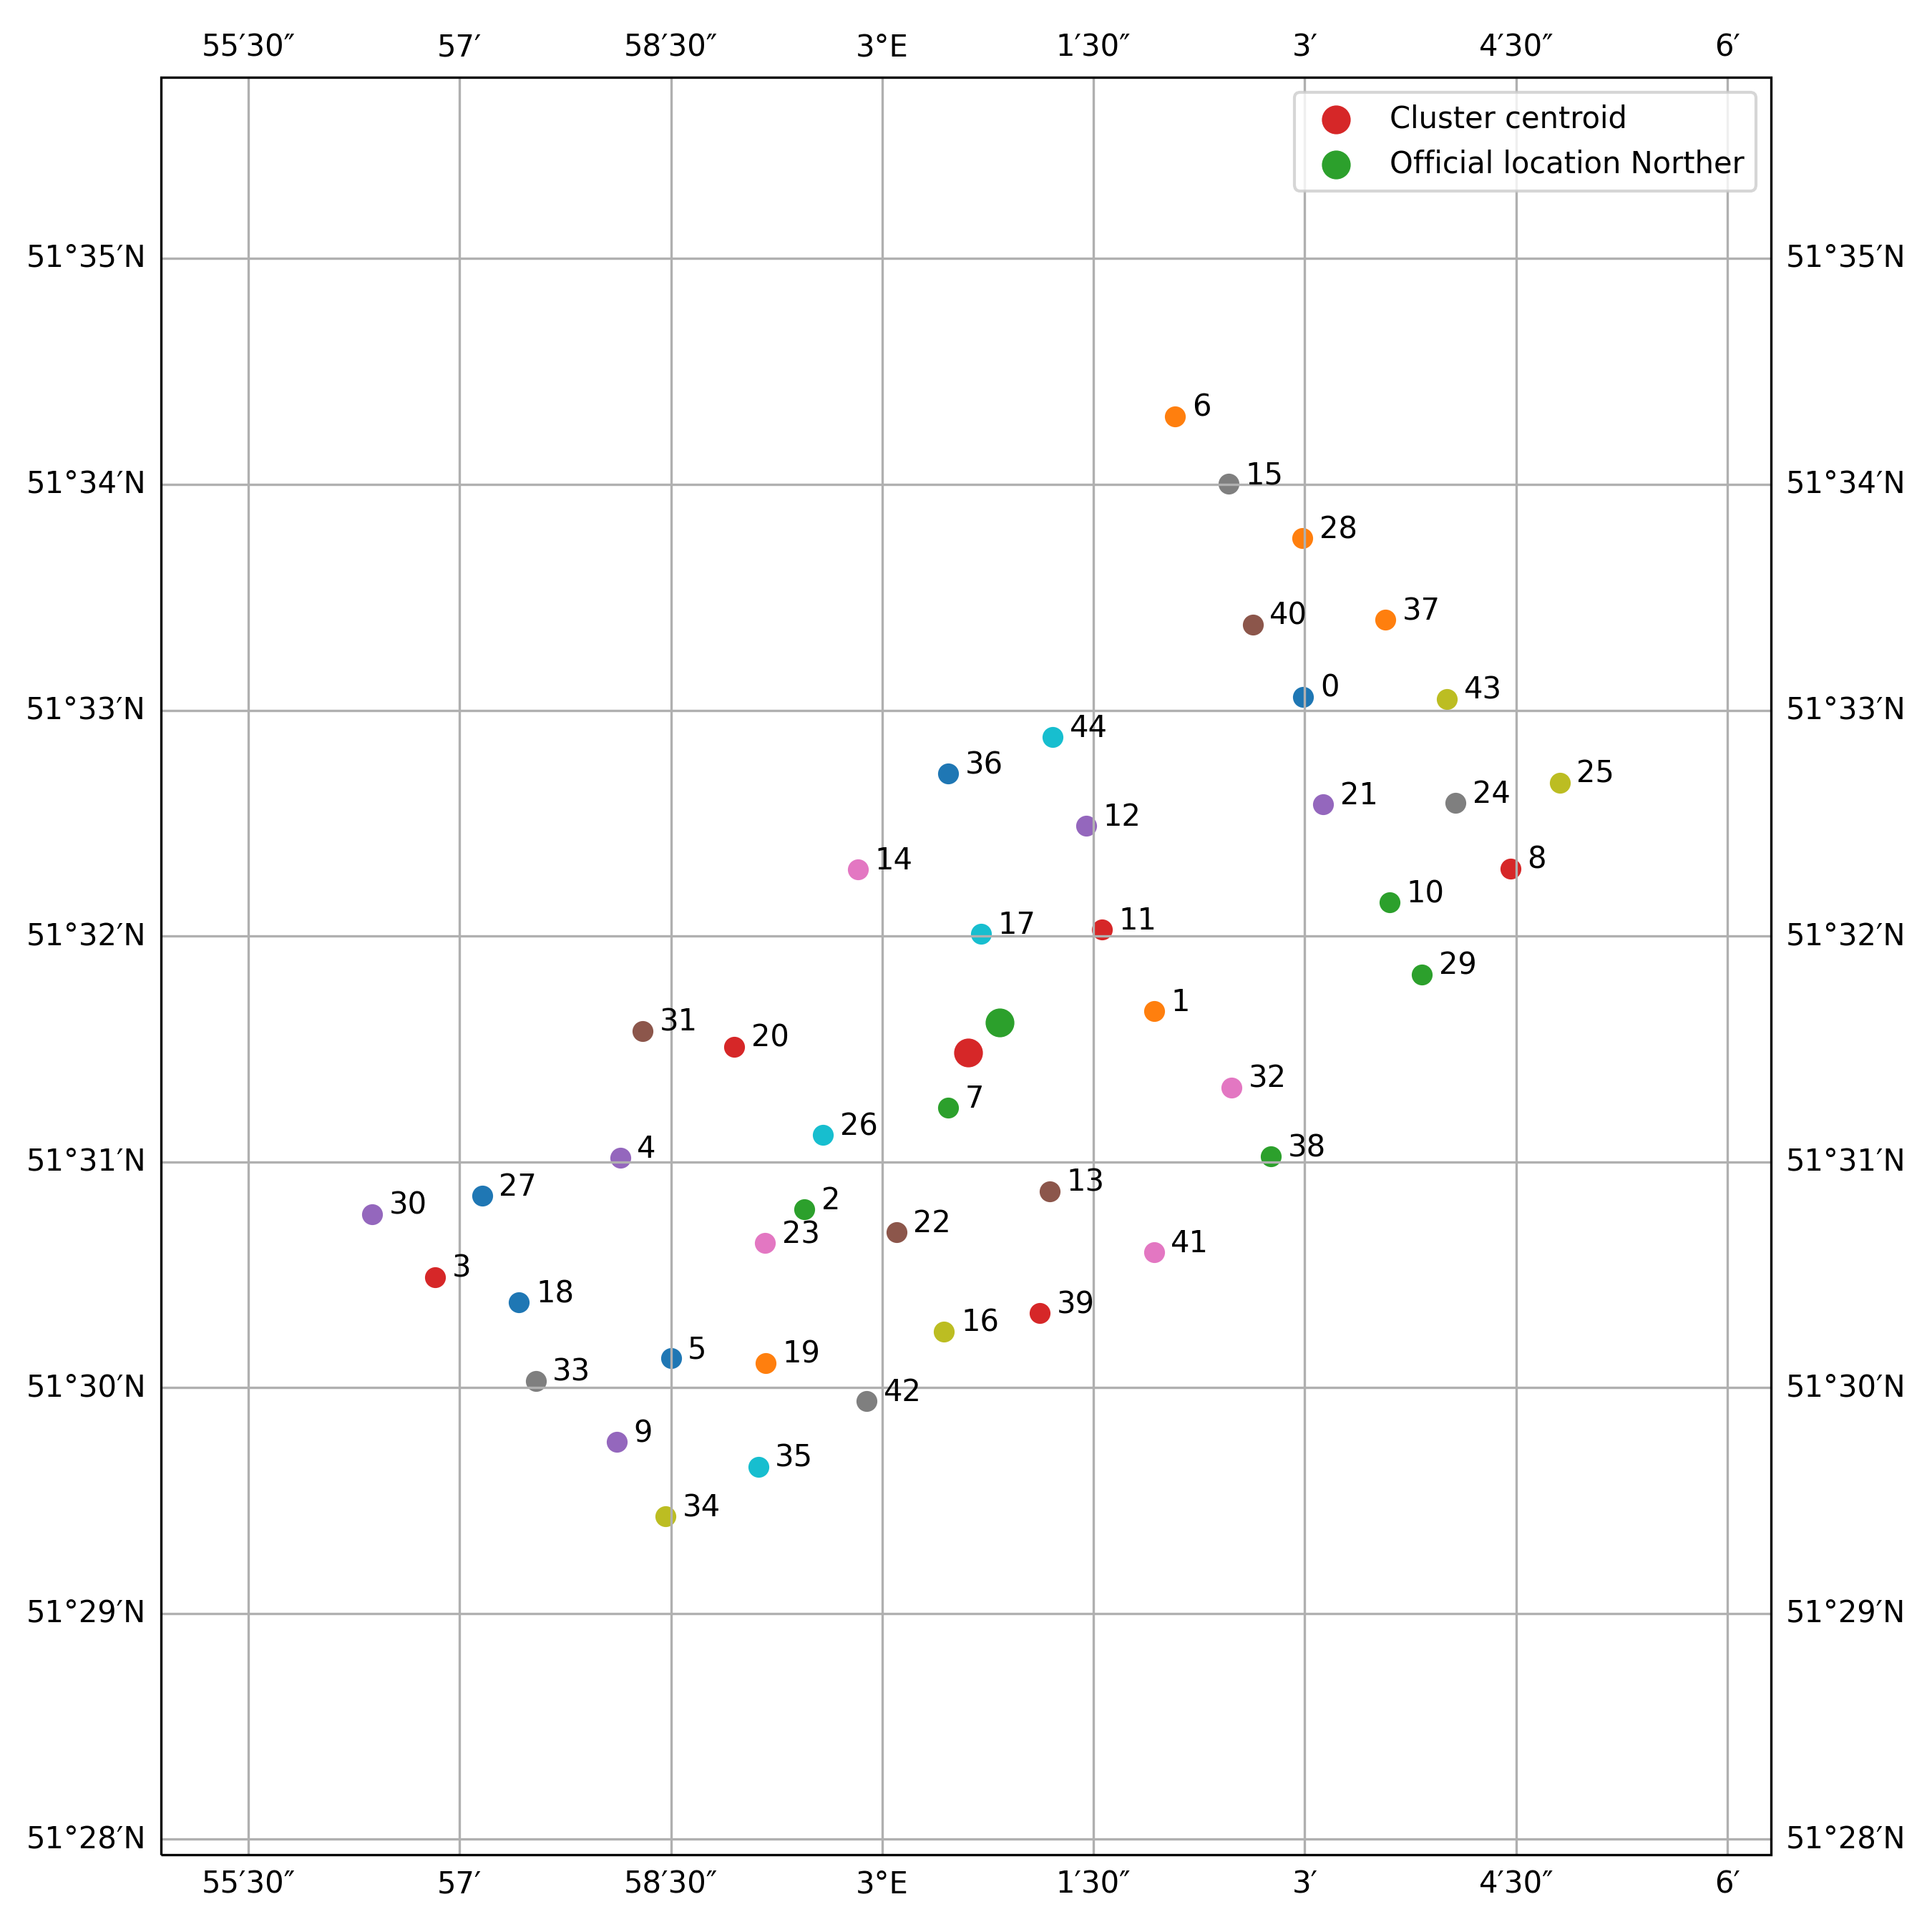 55′30″ 57′ 58′30″ 3°E 1′30″ 3′ 4′30″ 6′
Cluster centroid
Official location Norther
51°35′N 51°35′N
6
15
51°34′N 51°34′N
28
40 37
0 43
51°33′N 51°33′N
44
36 25
12 21 24
14 8
10
17 11
51°32′N 51°32′N
29
1
31 20
7 32
26
4 38
51°31′N 51°31′N
27 13
30 2
23 22 41
3
18 39
16
5 19
33
51°30′N 42 51°30′N
9
35
34
51°29′N 51°29′N
51°28′N 51°28′N
55′30″ 57′ 58′30″ 3°E 1′30″ 3′ 4′30″ 6′